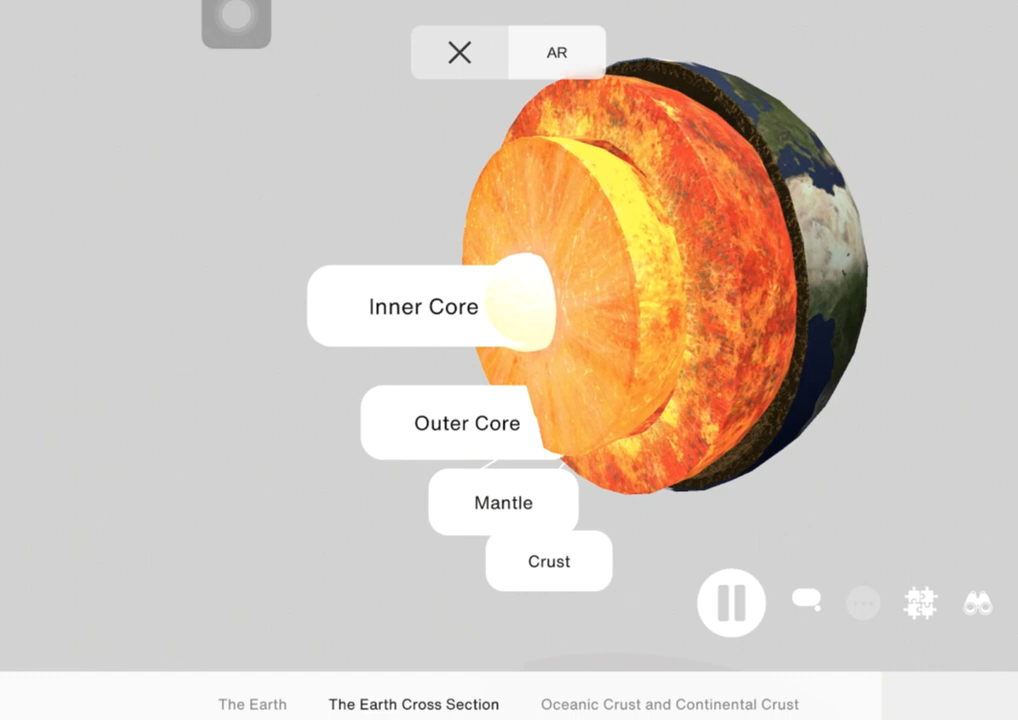 AR
Inner Core
Outer Core
Mantle
Crust
The Earth
The Earth Cross Section
Oceanic Crust and Continental Crust